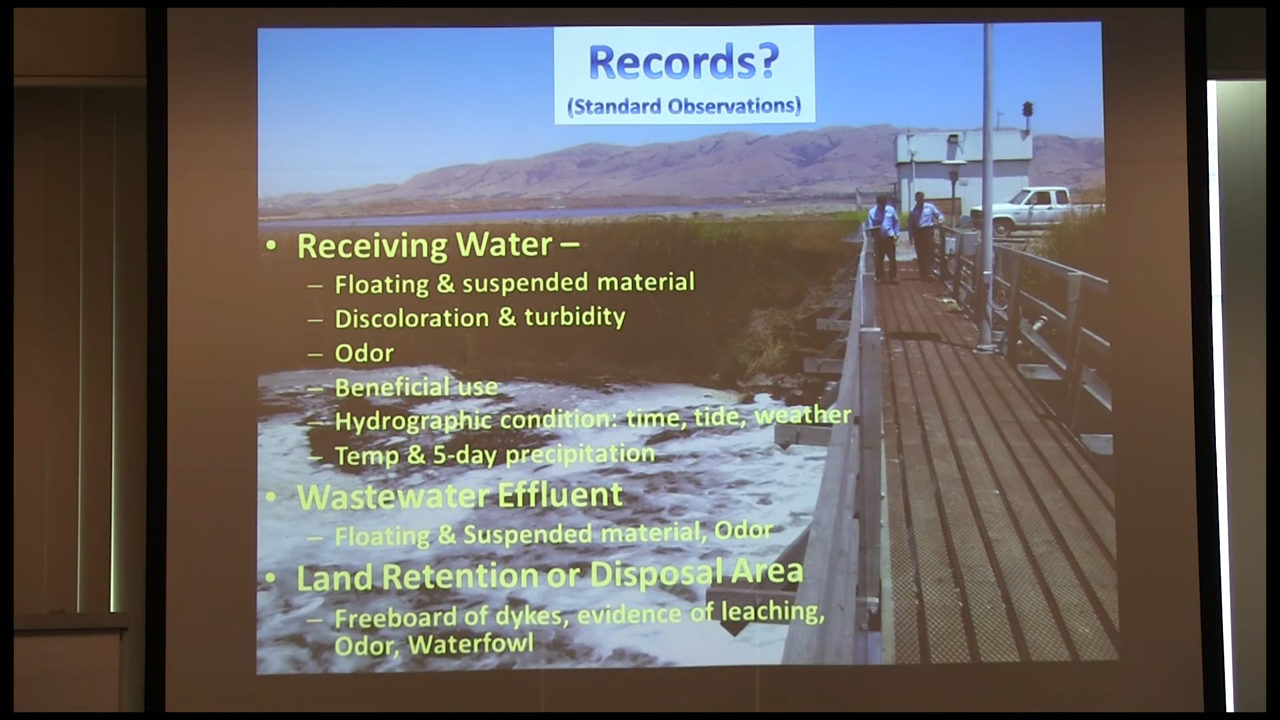 Records?
(Standard Observations)
• Receiving Water –
– Floating & suspended material
– Discoloration & turbidity
– Odor
– Beneficial use
– Hydrographic condition: time, tide, weather
– Temp & 5-day precipitation
• Wastewater Effluent
– Floating & Suspended material, Odor
• Land Retention or Disposal Area
– Freeboard of dykes, evidence of leaching,
Odor, Waterfowl